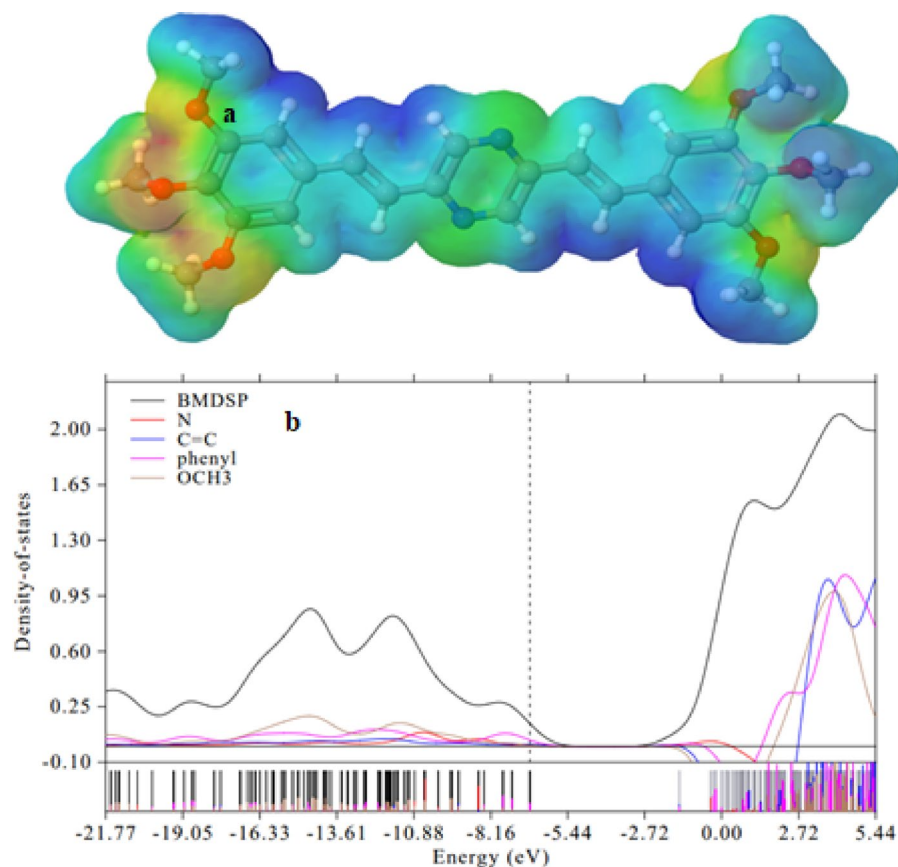 a
b
BMDSP
N
C=C
phenyl
OCH3
Density-of-states
2.00
1.65
1.30
0.95
0.60
0.25
-0.10
-21.77 -19.05 -16.33 -13.61 -10.88 -8.16 -5.44 -2.72 0.00 2.72 5.44
Energy (eV)